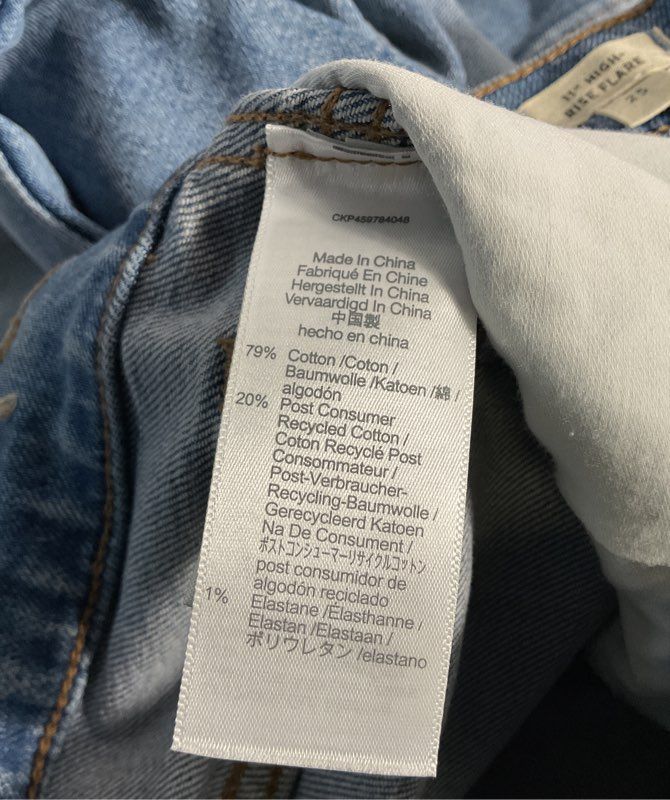 11" HIGH
RISE FLARE
25
CKP459784048
Made In China
Fabriqué En Chine
Hergestellt In China
Vervaardigd In China
中国製
hecho en china
79% Cotton /Coton /
Baumwolle /Katoen /綿 /
algodón
20% Post Consumer
Recycled Cotton /
Coton Recyclé Post
Consommateur /
Post-Verbraucher-
Recycling-Baumwolle /
Gerecycleerd Katoen
Na De Consument /
ポストコンシューマーリサイクルコットン
post consumidor de
algodón reciclado
1% Elastane /Elasthanne /
Elastan /Elastaan /
ポリウレタン /elastano